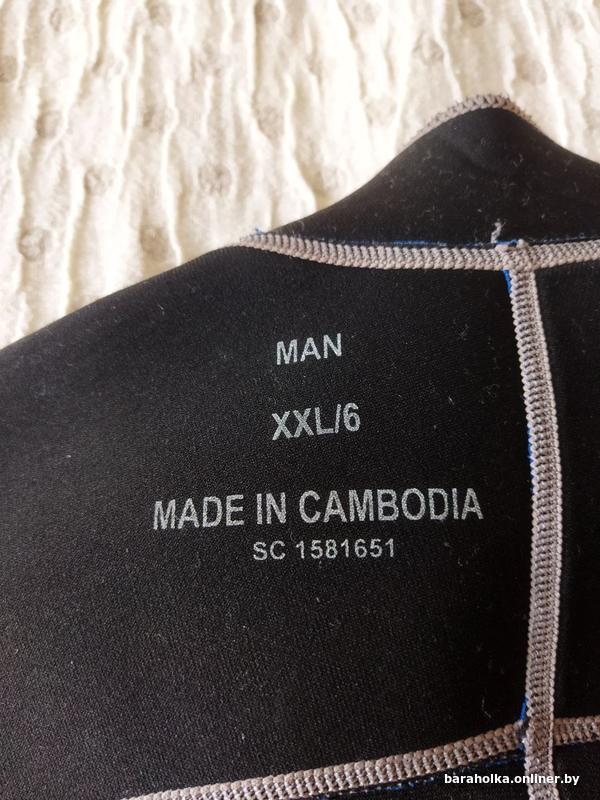 MAN
XXL/6
MADE IN CAMBODIA
SC 1581651
baraholka.onliner.by